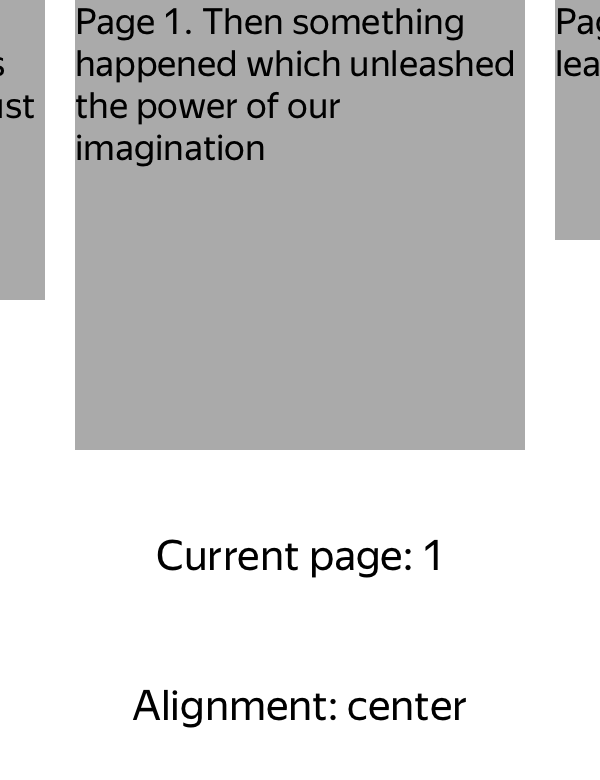 Page 1. Then something
happened which unleashed
the power of our
imagination
Current page: 1
Alignment: center